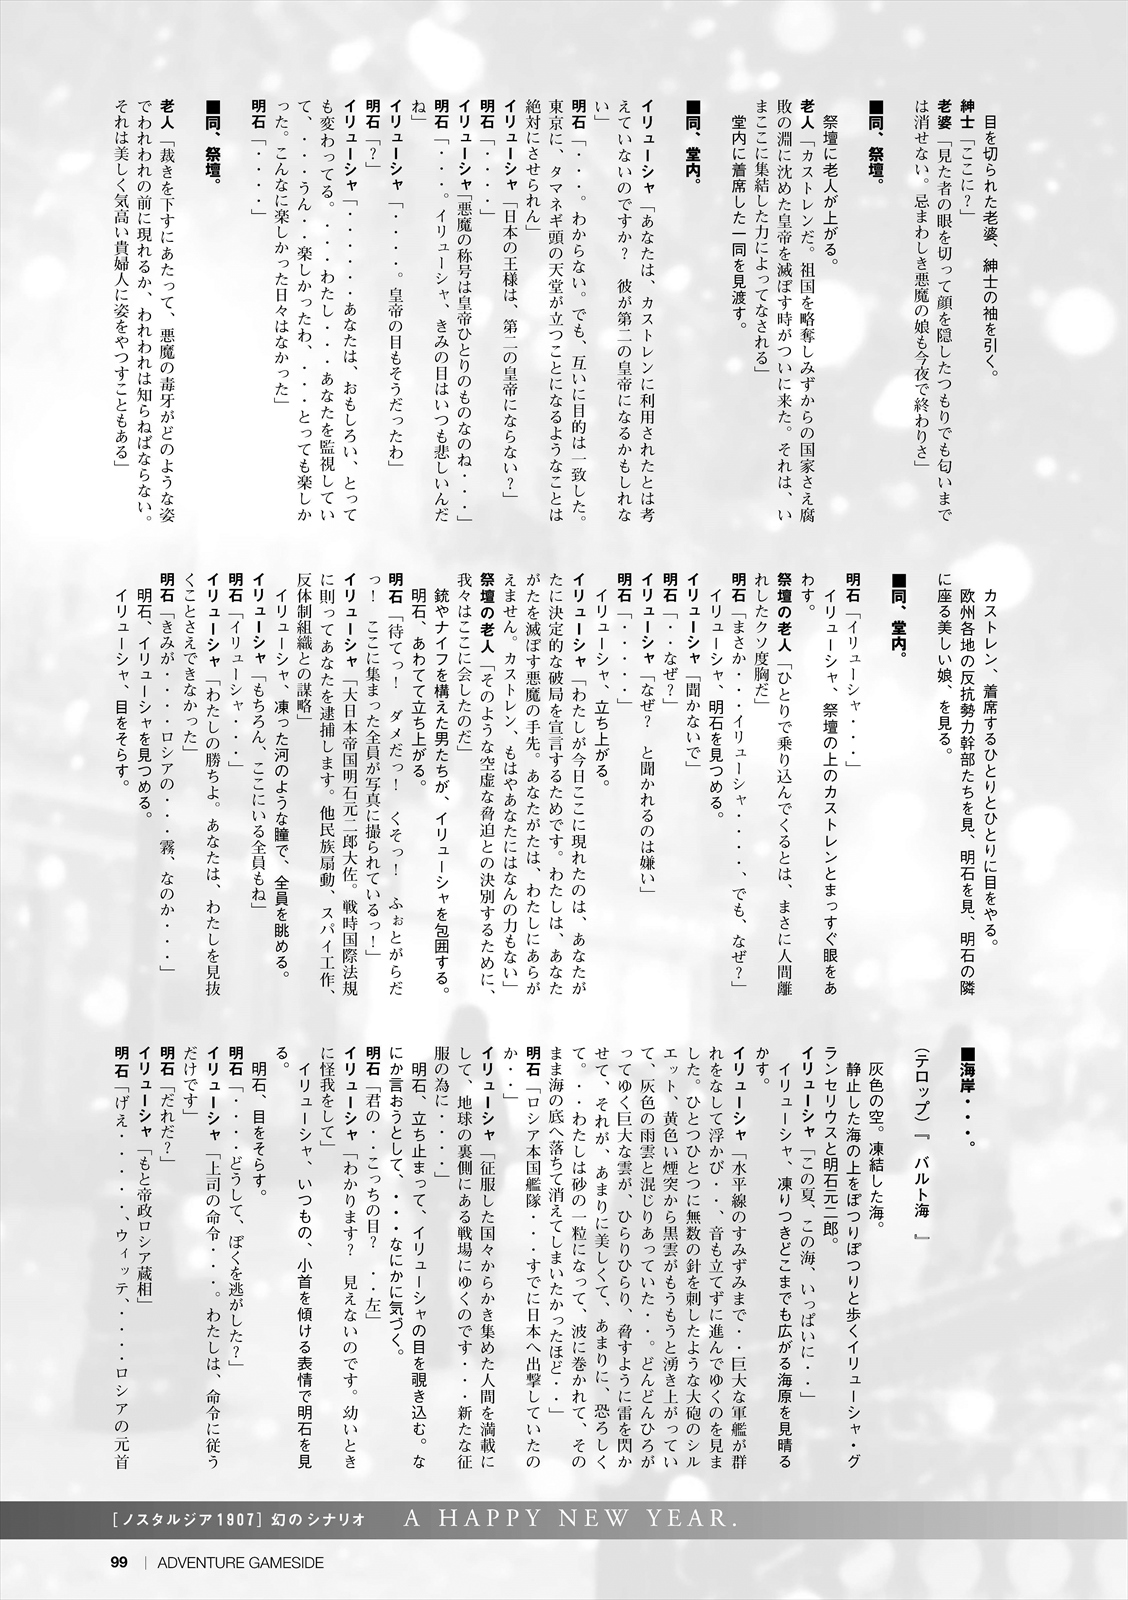 目を切られた老婆、紳士の袖を引く。
紳士「ここに？」
老婆「見た者の眼を切って顔を隠したつもりでも匂いまで
は消せない。忌まわしき悪魔の娘も今夜で終わりさ」
■同、祭壇。
祭壇に老人が上がる。
老人「カストレンだ。祖国を略奪しみずからの国家さえ腐
敗の淵に沈めた皇帝を滅ぼす時がついに来た。それは、い
まここに集結した力によってなされる」
堂内に着席した一同を見渡す。
■同、堂内。
イリューシャ「あなたは、カストレンに利用されたとは考
えていないのですか？　彼が第二の皇帝になるかもしれな
い」
明石「・・・。わからない。でも、互いに目的は一致した。
東京に、タマネギ頭の天堂が立つことになるようなことは
絶対にさせられん」
イリューシャ「日本の王様は、第二の皇帝にならない？」
明石「・・・・」
イリューシャ「悪魔の称号は皇帝ひとりのものなのね・・・」
明石「・・・。イリューシャ、きみの目はいつも悲しいんだ
ね」
イリューシャ「・・・・。皇帝の目もそうだったわ」
明石「？」
イリューシャ「・・・・・あなたは、おもしろい、とって
も変わってる。・・・わたし・・・あなたを監視してい
て、・・・うん・・楽しかったわ、・・・とっても楽しか
った。こんなに楽しかった日々はなかった」
明石「・・・・」
■同、祭壇。
老人「裁きを下すにあたって、悪魔の毒牙がどのような姿
でわれわれの前に現れるか、われわれは知らねばならない。
それは美しく気高い貴婦人に姿をやつすこともある」
カストレン、着席するひとりとひとりに目をやる。
欧州各地の反抗勢力幹部たちを見、明石を見、明石の隣
に座る美しい娘、を見る。
■同、堂内。
明石「イリューシャ・・・・」
イリューシャ、祭壇の上のカストレンとまっすぐ眼をあ
わす。
祭壇の老人「ひとりで乗り込んでくるとは、まさに人間離
れしたクソ度胸だ」
明石「まさか・・・イリューシャ・・・・、でも、なぜ？」
イリューシャ、明石を見つめる。
イリューシャ「聞かないで」
明石「・・なぜ？」
イリューシャ「なぜ？　と聞かれるのは嫌い」
明石「・・・・・」
イリューシャ、立ち上がる。
イリューシャ「わたしが今日ここに現れたのは、あなたが
たに決定的な破局を宣言するためです。わたしは、あなた
がたを滅ぼす悪魔の手先。あなたがたは、わたしにあらが
えません。カストレン、もはやあなたにはなんの力もない」
祭壇の老人「そのような空虚な脅迫との決別するために、
我々はここに会したのだ」
銃やナイフを構えた男たちが、イリューシャを包囲する。
明石、あわてて立ち上がる。
明石「待てっ！　ダメだっ！　くそっ！　ふぉとがらだ
っ！　ここに集まった全員が写真に撮られているっ！」
イリューシャ「大日本帝国明石元二郎大佐。戦時国際法規
に則ってあなたを逮捕します。他民族扇動、スパイ工作、
反体制組織との謀略」
イリューシャ、凍った河のような瞳で、全員を眺める。
イリューシャ「もちろん、ここにいる全員もね」
明石「イリューシャ・・・・」
イリューシャ「わたしの勝ちよ。あなたは、わたしを見抜
くことさえできなかった」
明石「きみが・・・・ロシアの・・・霧、なのか・・・」
明石、イリューシャを見つめる。
イリューシャ、目をそらす。
■海岸・・・。
（テロップ）『　バルト海　』
灰色の空。凍結した海。
静止した海の上をぽつりぽつりと歩くイリューシャ・グ
ランセリウスと明石元二郎。
イリューシャ「この夏、この海、いっぱいに・・」
イリューシャ、凍りつきどこまでも広がる海原を見晴る
かす。
イリューシャ「水平線のすみずみまで・・巨大な軍艦が群
れをなして浮かび・・、音も立てずに進んでゆくのを見ま
した。ひとつひとつに無数の針を刺したような大砲のシル
エット、黄色い煙突から黒雲がもうもうと湧き上がってい
て、灰色の雨雲と混じりあっていた・・。どんどんひろが
ってゆく巨大な雲が、ひらりひらり、脅すように雷を閃か
せて、それが、あまりに美しくて、あまりに、恐ろしく
て。・・わたしは砂の一粒になって、波に巻かれて、その
まま海の底へ落ちて消えてしまいたかったほど・・」
明石「ロシア本国艦隊・・・すでに日本へ出撃していたの
か・・」
イリューシャ「征服した国々からかき集めた人間を満載に
して、地球の裏側にある戦場にゆくのです・・・新たな征
服の為に・・・・」
明石、立ち止まって、イリューシャの目を覗き込む。な
にか言おうとして、・・・なにかに気づく。
明石「君の・・こっちの目？　・・左」
イリューシャ「わかります？　見えないのです。幼いとき
に怪我をして」
イリューシャ、いつもの、小首を傾ける表情で明石を見
る。
明石、目をそらす。
明石「・・・・どうして、ぼくを逃がした？」
イリューシャ「上司の命令・・・。わたしは、命令に従う
だけです」
明石「だれだ？」
イリューシャ「もと帝政ロシア蔵相」
明石「げえ・・・・、ウィッテ、・・・・ロシアの元首
［ノスタルジア1907］幻のシナリオ A HAPPY NEW YEAR.
99 | ADVENTURE GAMESIDE